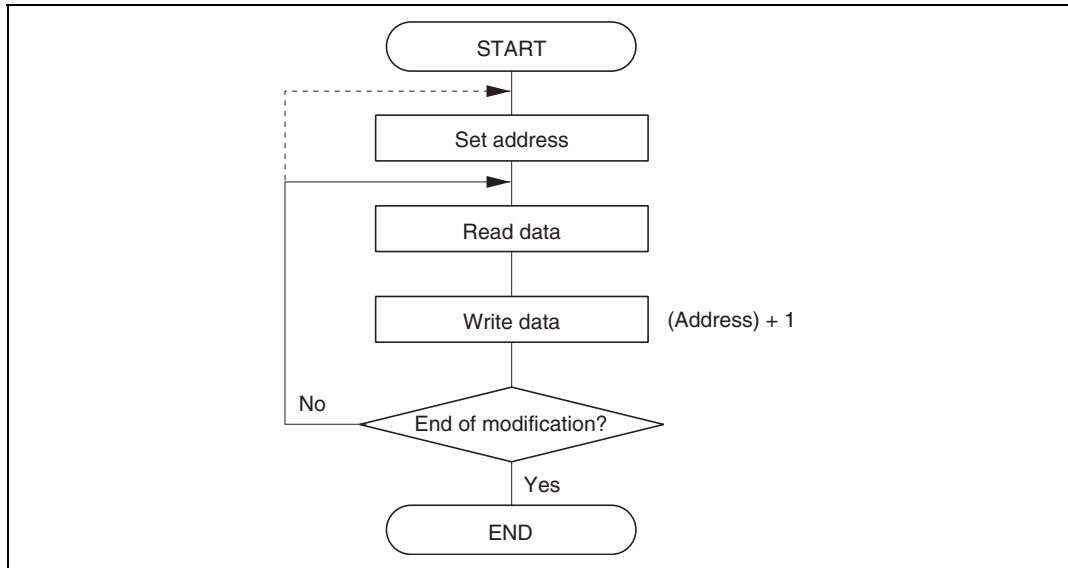 START
Set address
Read data
Write data (Address) + 1
No
End of modification?
Yes
END